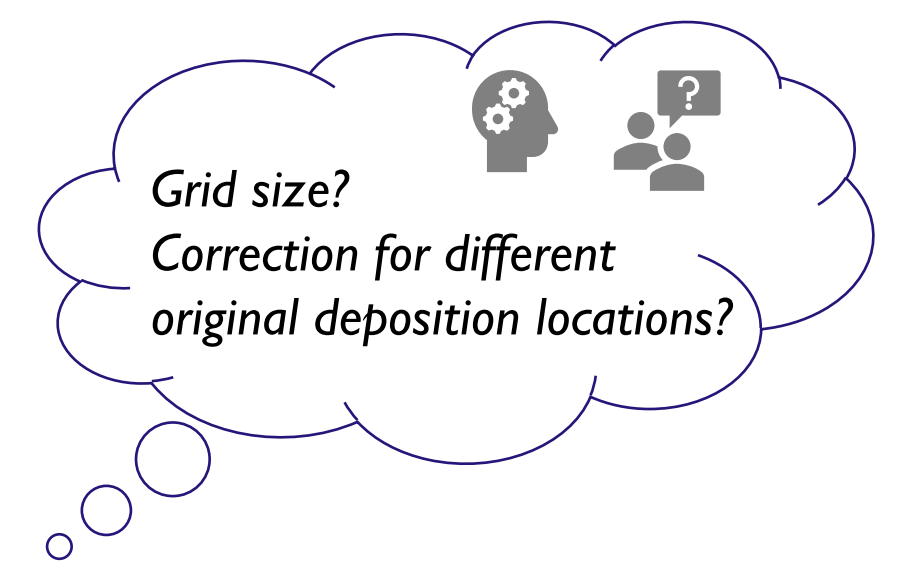 ?
Grid size?
Correction for different
original deposition locations?